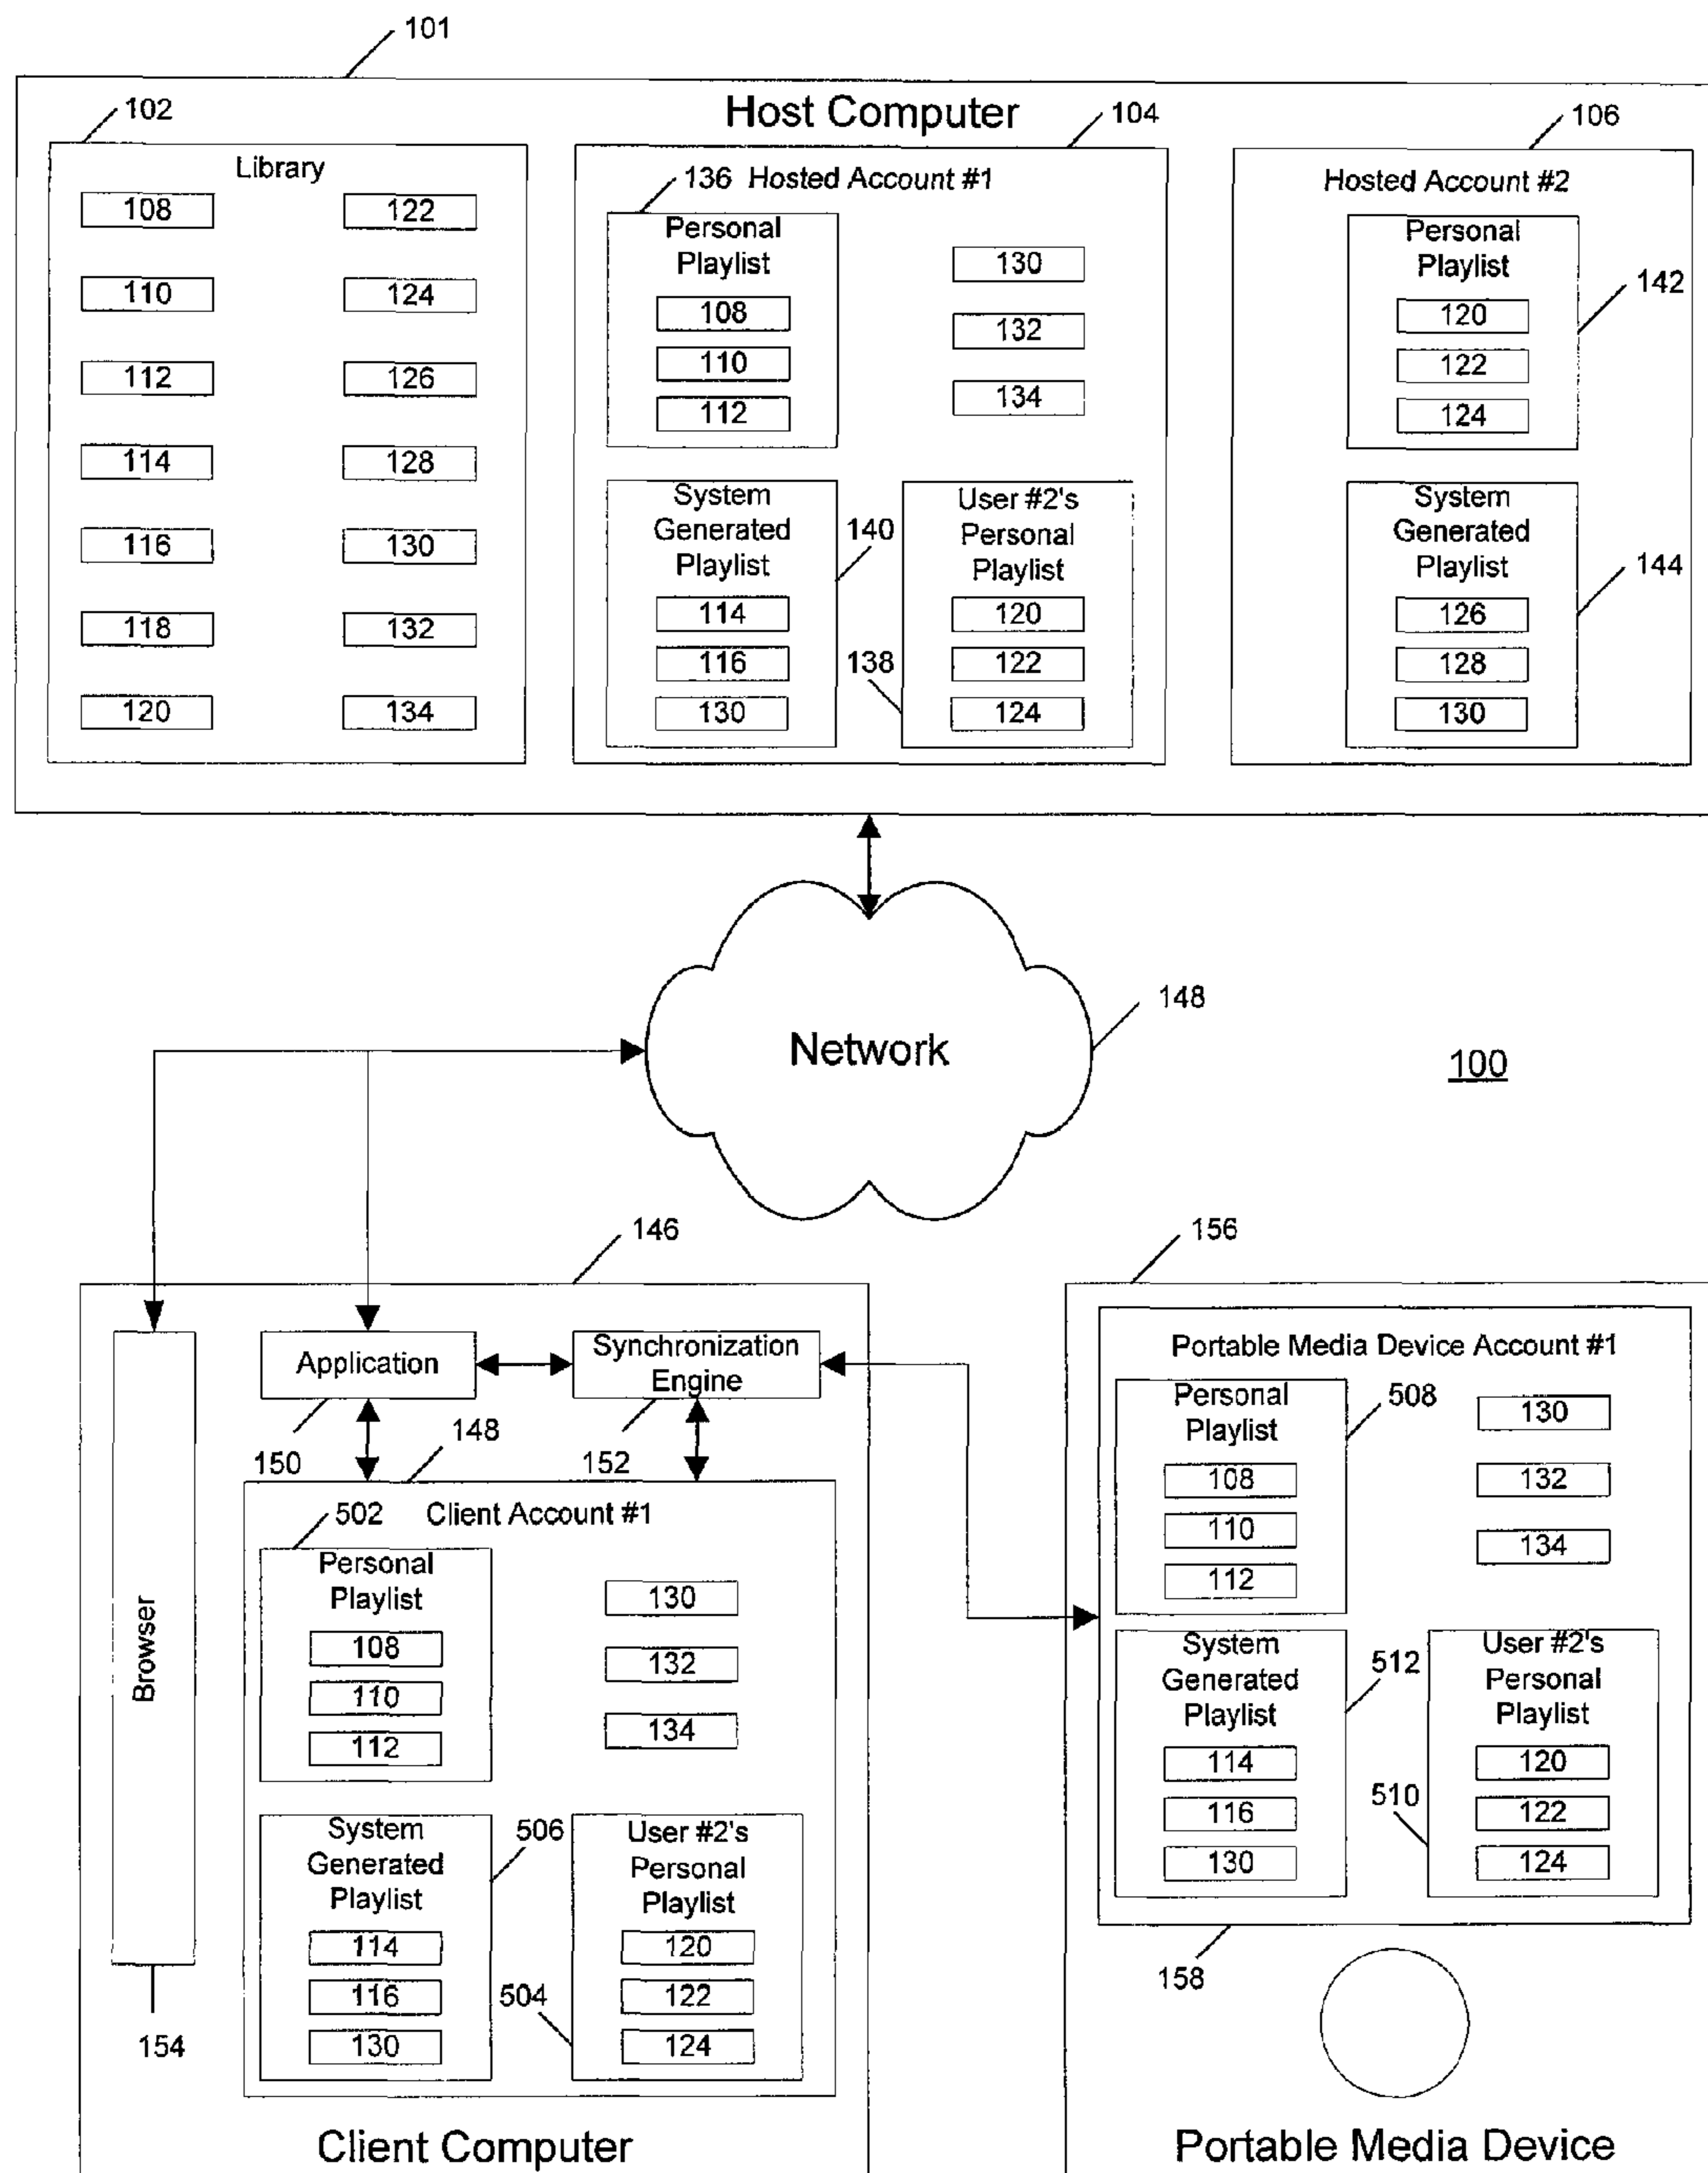 101
Host Computer
102
104
106
Library
108
122
110
124
112
126
114
128
116
130
118
132
120
134
136 Hosted Account #1
Personal
Playlist
108
110
112
130
132
134
System
Generated
Playlist
114
116
130
140
User #2's
Personal
Playlist
120
122
124
138
Hosted Account #2
Personal
Playlist
120
122
124
142
System
Generated
Playlist
126
128
130
144
Network
148
100
146
156
Browser
154
Application
150
Synchronization
Engine
152
148
502
Client Account #1
Personal
Playlist
108
110
112
130
132
134
System
Generated
Playlist
114
116
130
506
User #2's
Personal
Playlist
120
122
124
504
Client Computer
Portable Media Device Account #1
Personal
Playlist
108
110
112
508
130
132
134
System
Generated
Playlist
114
116
130
512
User #2's
Personal
Playlist
120
122
124
510
158
Portable Media Device